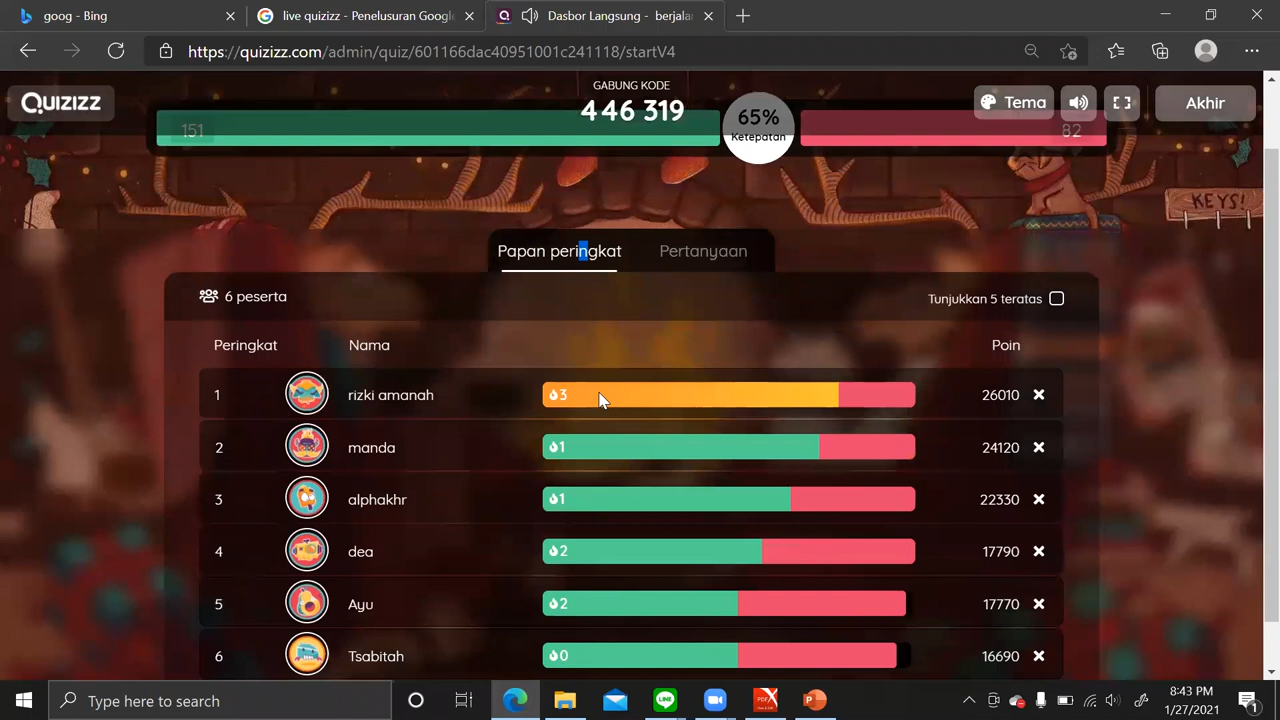 goog - Bing
live quizizz - Penelusuran Google
Dasbor Langsung - berjala
https://quizizz.com/admin/quiz/601166dac40951001c241118/startV4
Quizizz
GABUNG KODE
446 319
Tema
Akhir
151
65%
Ketepatan
82
KEYS!
Papan peringkat
Pertanyaan
6 peserta
Tunjukkan 5 teratas
Peringkat Nama Poin
1 rizki amanah 3 26010
2 manda 1 24120
3 alphakhr 1 22330
4 dea 2 17790
5 Ayu 2 17770
6 Tsabitah 0 16690
Type here to search
8:43 PM
1/27/2021